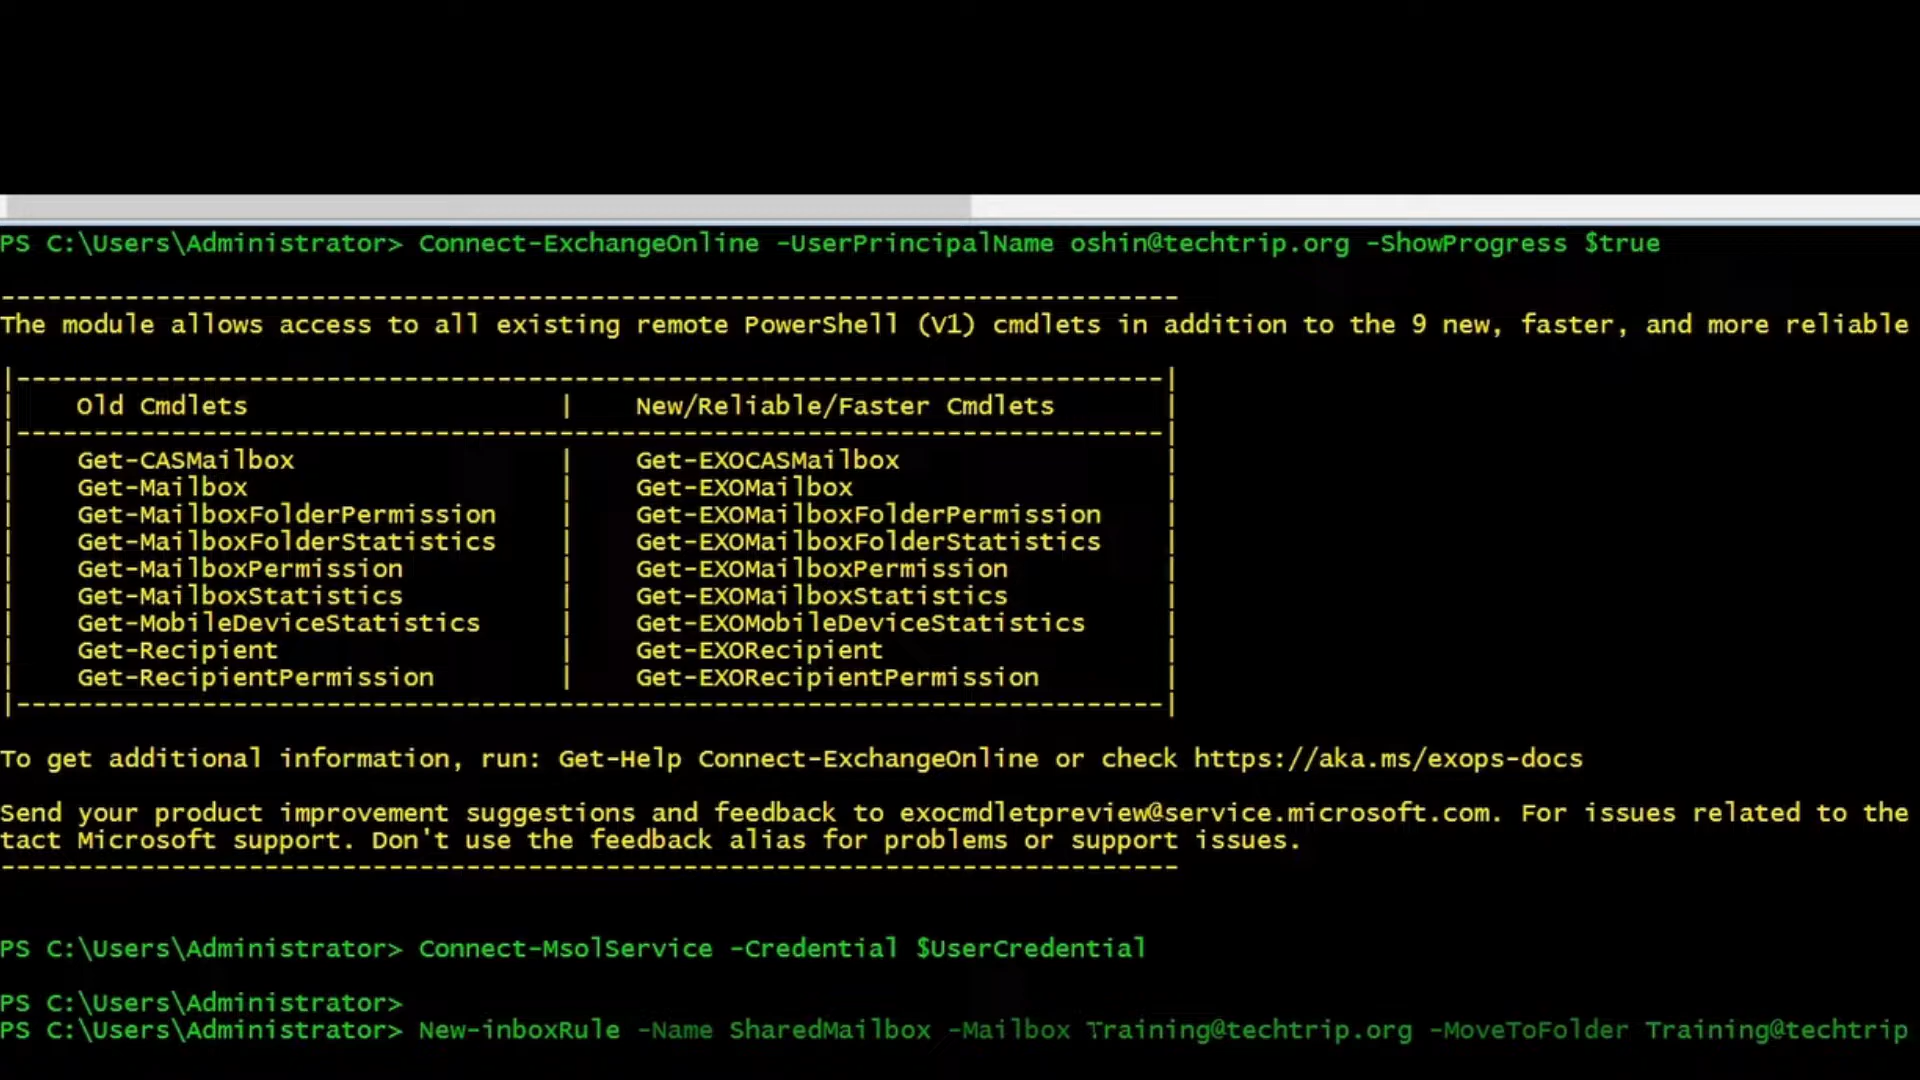 PS C:\Users\Administrator> Connect-ExchangeOnline -UserPrincipalName oshin@techtrip.org -ShowProgress $true
----------------------------------------------------------------------------
The module allows access to all existing remote PowerShell (V1) cmdlets in addition to the 9 new, faster, and more reliable
|--------------------------------------------------------------------------|
| Old Cmdlets | New/Reliable/Faster Cmdlets |
|--------------------------------------------------------------------------|
| Get-CASMailbox | Get-EXOCASMailbox |
| Get-Mailbox | Get-EXOMailbox |
| Get-MailboxFolderPermission | Get-EXOMailboxFolderPermission |
| Get-MailboxFolderStatistics | Get-EXOMailboxFolderStatistics |
| Get-MailboxPermission | Get-EXOMailboxPermission |
| Get-MailboxStatistics | Get-EXOMailboxStatistics |
| Get-MobileDeviceStatistics | Get-EXOMobileDeviceStatistics |
| Get-Recipient | Get-EXORecipient |
| Get-RecipientPermission | Get-EXORecipientPermission |
|--------------------------------------------------------------------------|
To get additional information, run: Get-Help Connect-ExchangeOnline or check https://aka.ms/exops-docs
Send your product improvement suggestions and feedback to exocmdletpreview@service.microsoft.com. For issues related to the
tact Microsoft support. Don't use the feedback alias for problems or support issues.
----------------------------------------------------------------------------
PS C:\Users\Administrator> Connect-MsolService -Credential $UserCredential
PS C:\Users\Administrator>
PS C:\Users\Administrator> New-inboxRule -Name SharedMailbox -Mailbox Training@techtrip.org -MoveToFolder Training@techtrip